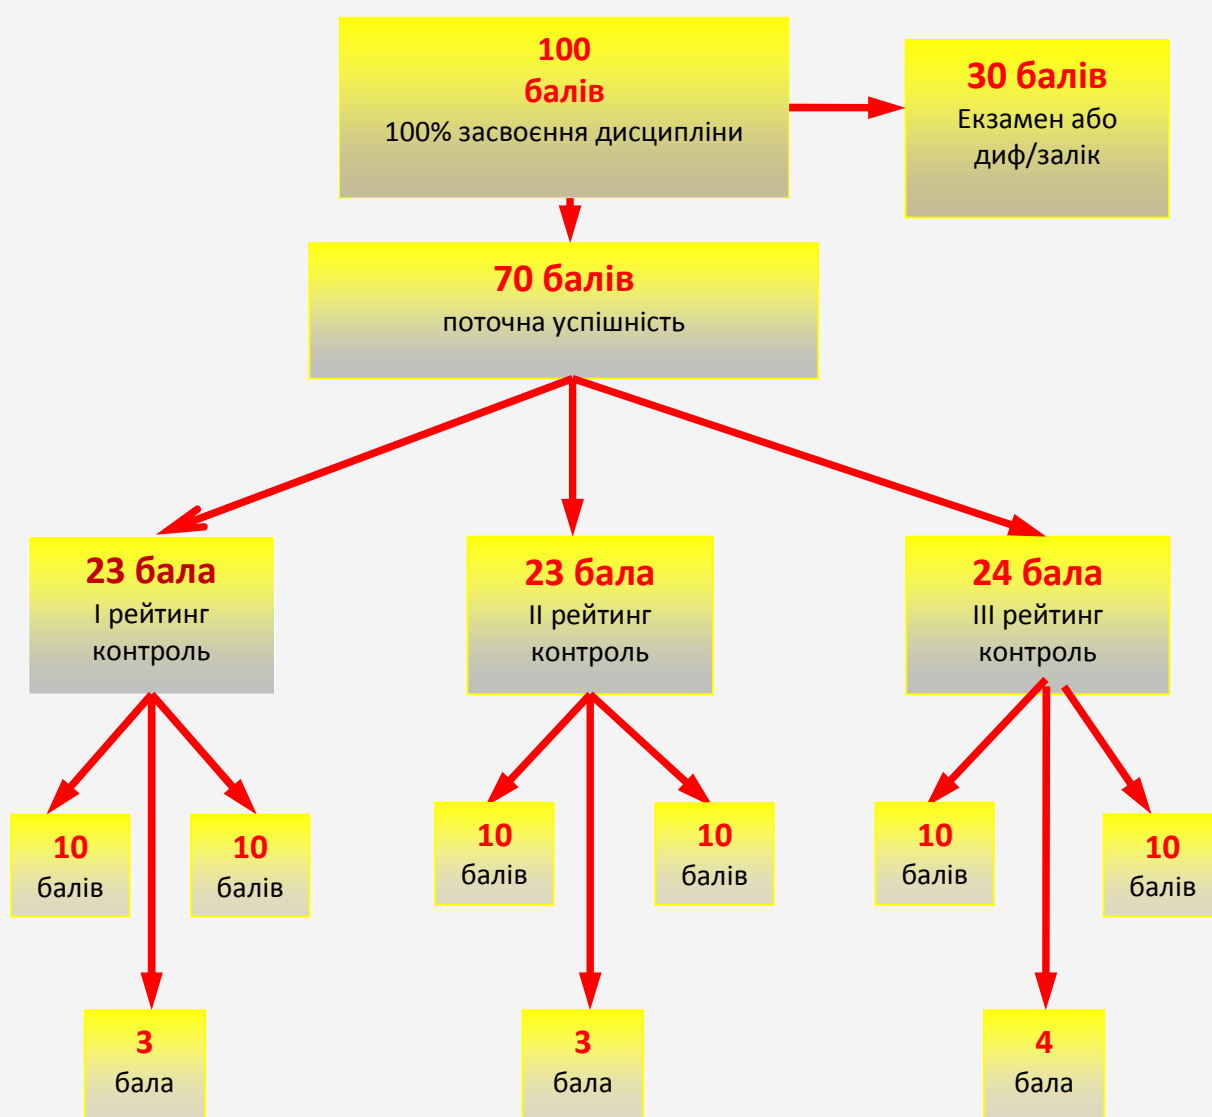 100
балів
100% засвоєння дисципліни
30 балів
Екзамен або
диф/залік
70 балів
поточна успішність
23 бала
І рейтинг
контроль
23 бала
ІІ рейтинг
контроль
24 бала
ІІІ рейтинг
контроль
10
балів
10
балів
10
балів
10
балів
10
балів
10
балів
3
бала
3
бала
4
бала